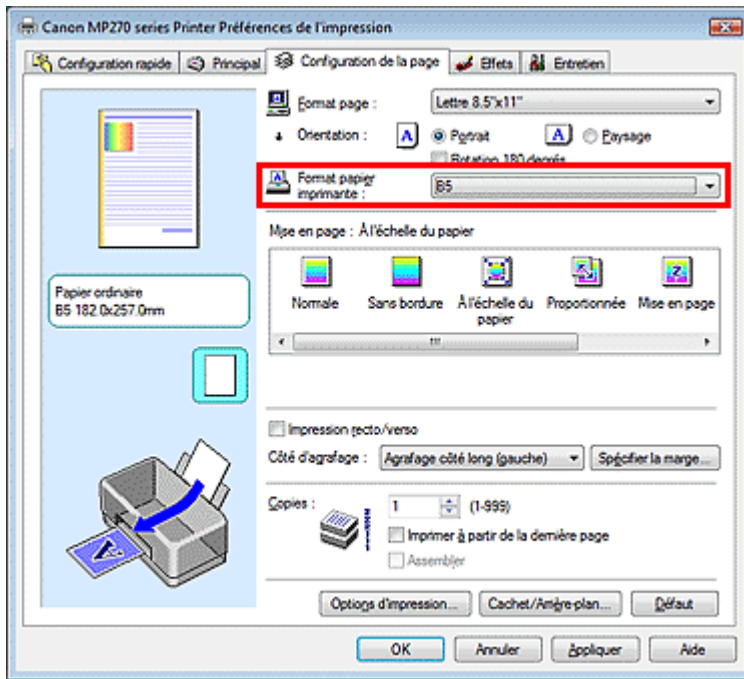 Canon MP270 series Printer Préférences de l'impression
Configuration rapide Principal Configuration de la page Effets Entretien
Format page : Lettre 8.5"x11"
Orientation : A Portrait A Paysage
Rotation 180 degrés
Format papier imprimante : B5
Mise en page : À l'échelle du papier
Normale Sans bordure À l'échelle du papier Proportionnée Mise en page
Papier ordinaire
B5 182.0x257.0mm
Impression recto/verso
Côté d'agrafage : Agrafage côté long (gauche) Spécifier la marge...
Copies : 1 (1-999)
Imprimer à partir de la dernière page
Assembler
Options d'impression... Cachet/Arrière-plan... Défaut
OK Annuler Appliquer Aide